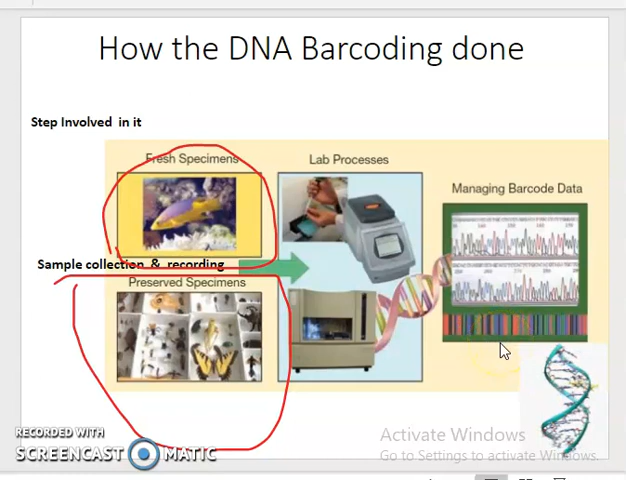 How the DNA Barcoding done
Step Involved in it
Fresh Specimens
Lab Processes
Managing Barcode Data
Sample collection & recording
Preserved Specimens
Activate Windows
Go to Settings to activate Windows.
RECORDED WITH
SCREENCAST MATIC